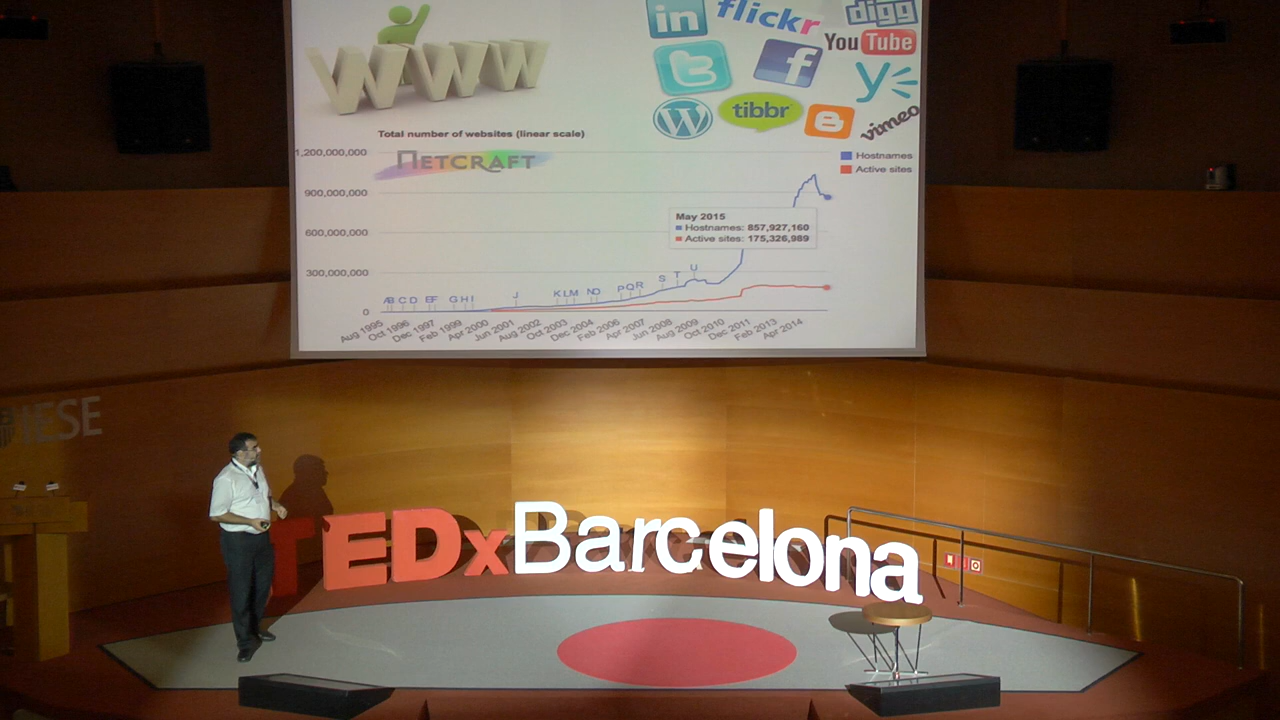 WWW
in
flickr
digg
You Tube
t
f
y
W
tibbr
B
vimeo
Total number of websites (linear scale)
NETCRAFT
Hostnames
Active sites
1,200,000,000
900,000,000
600,000,000
300,000,000
0
May 2015
Hostnames: 857,927,160
Active sites: 175,326,989
A B C D E F G H I J K L M N O P Q R S T U
Aug 1995
Oct 1996
Dec 1997
Feb 1999
Apr 2000
Jun 2001
Aug 2002
Oct 2003
Dec 2004
Feb 2006
Apr 2007
Jun 2008
Aug 2009
Oct 2010
Dec 2011
Feb 2013
Apr 2014
IESE
TEDxBarcelona